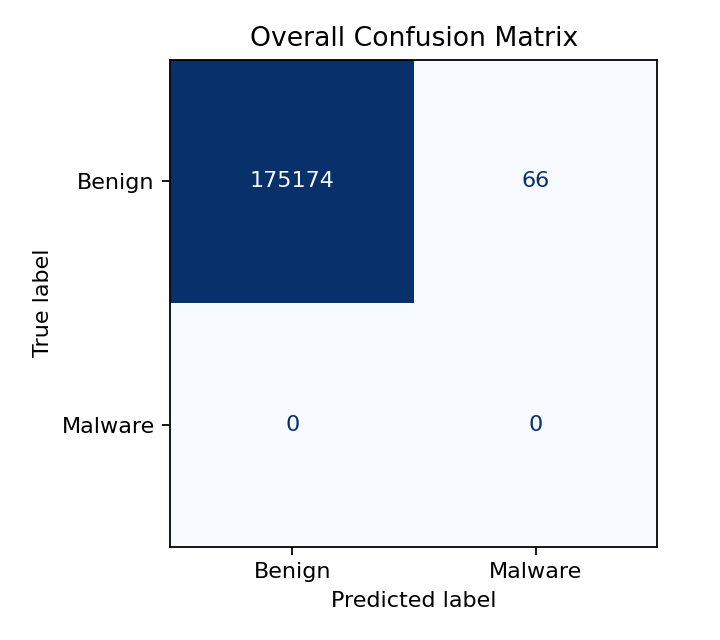 Overall Confusion Matrix
True label
Benign
175174
66
Malware
0
0
Benign
Malware
Predicted label